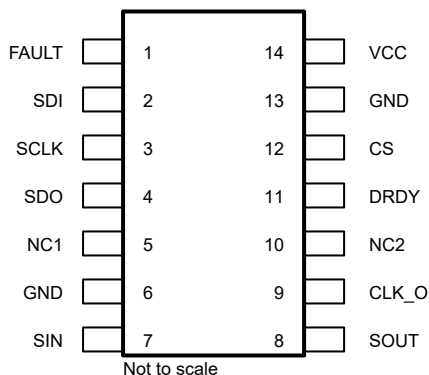 FAULT 1 14 VCC
SDI 2 13 GND
SCLK 3 12 CS
SDO 4 11 DRDY
NC1 5 10 NC2
GND 6 9 CLK_O
SIN 7 8 SOUT
Not to scale